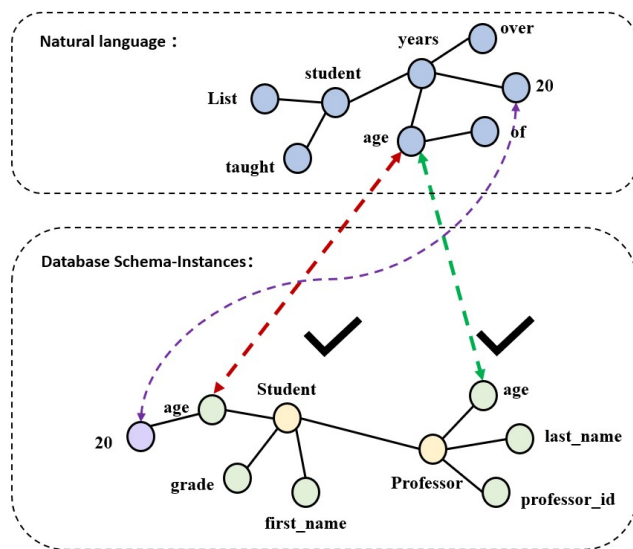 Natural language：
over
years
student
20
List
age
of
taught
Database Schema-Instances：
Student
age
age
20
last_name
grade
Professor
professor_id
first_name